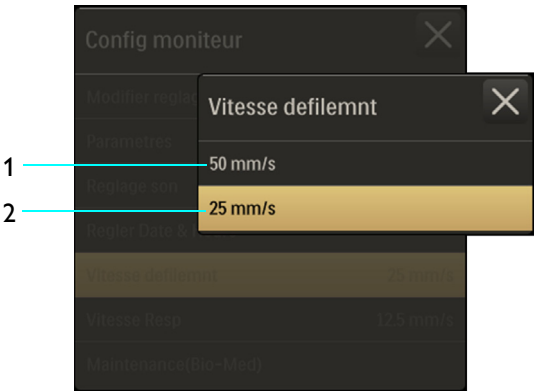 Config moniteur
Modifier reglag
Vitesse defilemnt
Parametres
1
50 mm/s
Reglage son
2
25 mm/s
Regler Date &
Vitesse defilemnt 25 mm/s
Vitesse Resp 12.5 mm/s
Maintenance(Bio-Med)